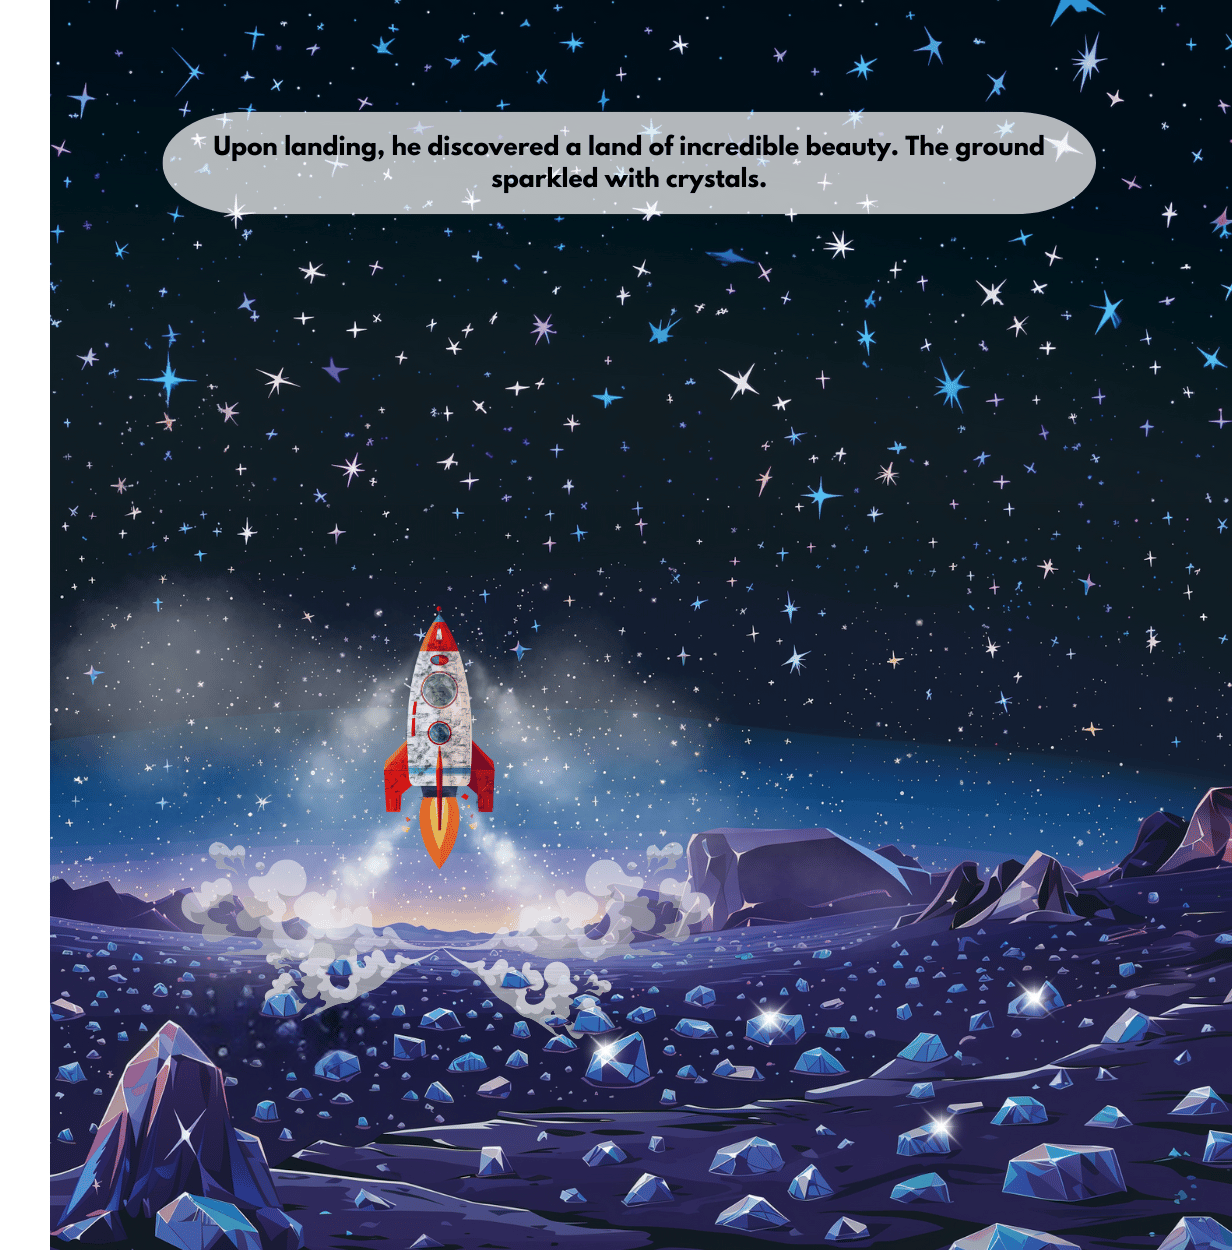 Upon landing, he discovered a land of incredible beauty. The ground
sparkled with crystals.